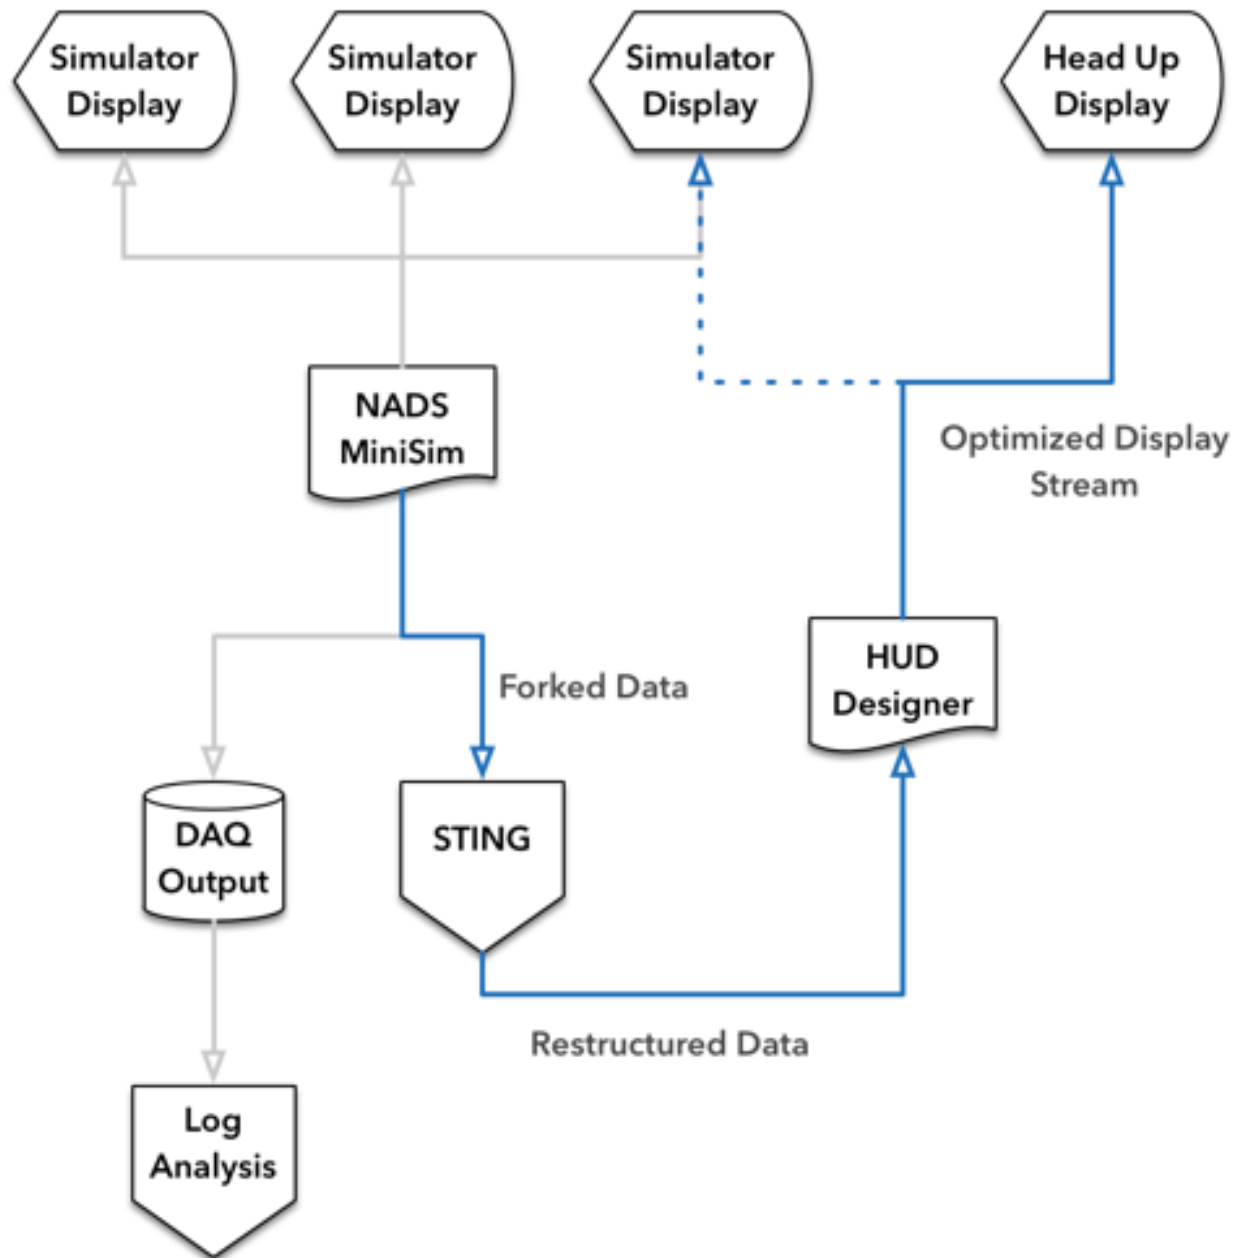 Simulator
Display
Simulator
Display
Simulator
Display
Head Up
Display
NADS
MiniSim
Optimized Display
Stream
HUD
Designer
Forked Data
DAQ
Output
STING
Restructured Data
Log
Analysis